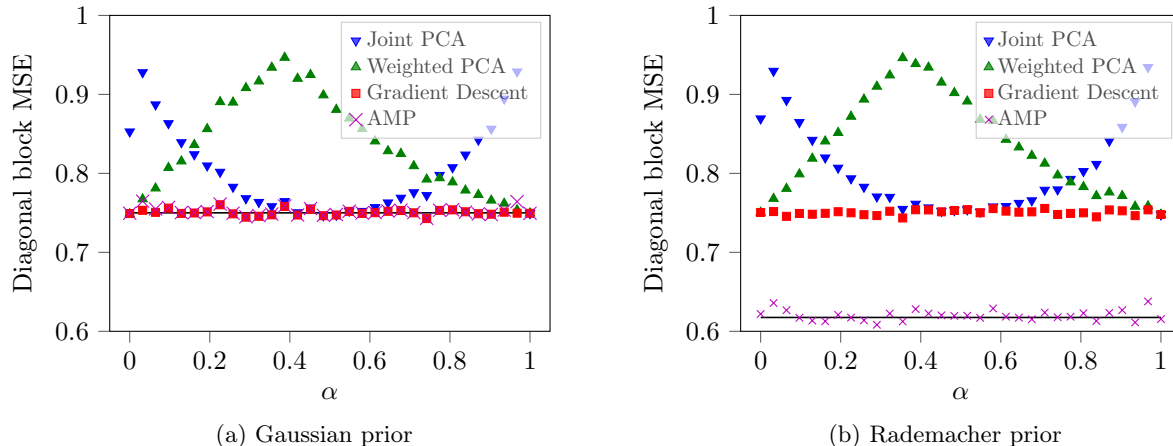 Diagonal block MSE
1
0.9
0.8
0.7
0.6
Joint PCA
Weighted PCA
Gradient Descent
AMP
0
0.2
0.4
0.6
0.8
1
α
(a) Gaussian prior
Diagonal block MSE
1
0.9
0.8
0.7
0.6
Joint PCA
Weighted PCA
Gradient Descent
AMP
0
0.2
0.4
0.6
0.8
1
α
(b) Rademacher prior